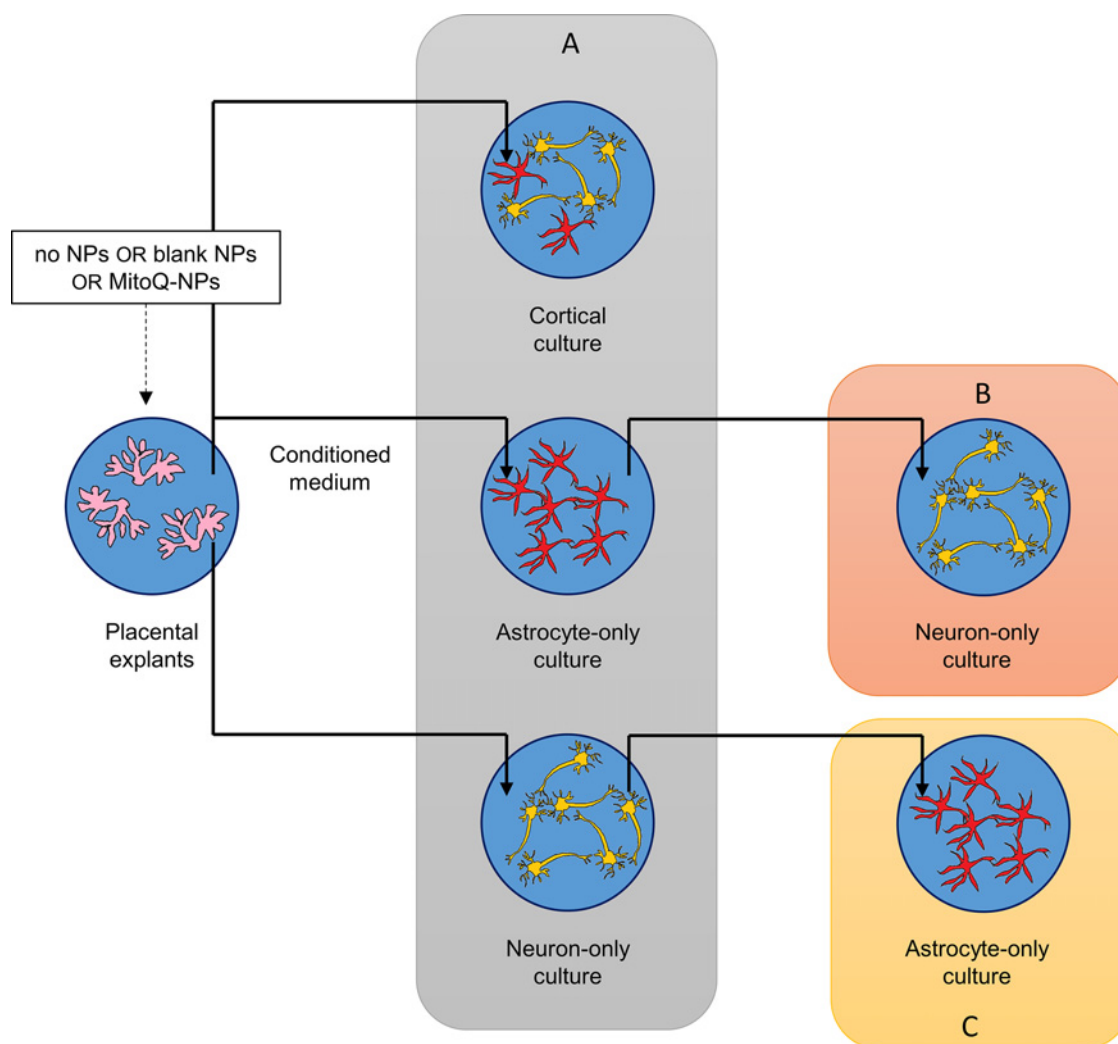 A
no NPs OR blank NPs
OR MitoQ-NPs
Cortical
culture
B
Conditioned
medium
Placental
explants
Astrocyte-only
culture
Neuron-only
culture
Neuron-only
culture
Astrocyte-only
culture
C